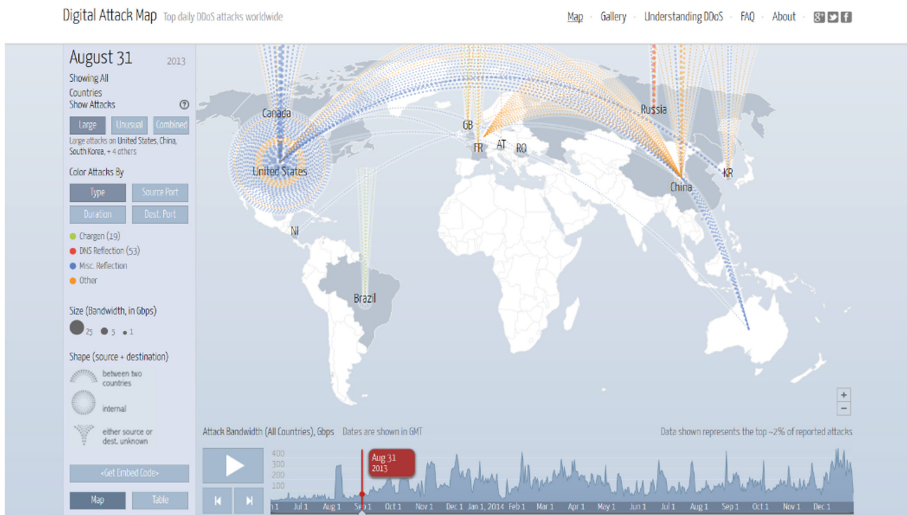 Digital Attack Map Top daily DDoS attacks worldwide
Map · Gallery · Understanding DDoS · FAQ · About
August 31 2013
Showing All
Countries
Show Attacks
Large Unusual Combined
Large attacks on United States, China,
South Korea, + 4 others
Color Attacks By
Type Source Port
Duration Dest. Port
Chargen (19)
DNS Reflection (53)
Misc. Reflection
Other
Size (Bandwidth, in Gbps)
25 5 1
Shape (source + destination)
between two
countries
internal
either source or
dest. unknown
<Get Embed Code>
Map Table
Canada
United States
NI
Brazil
GB
FR
AT
RO
Russia
China
KR
+
−
Attack Bandwidth (All Countries), Gbps Dates are shown in GMT
Data shown represents the top ~2% of reported attacks
400
300
200
100
Aug 31
2013
Jul 1 Aug 1 Sep 1 Oct 1 Nov 1 Dec 1 Jan 1, 2014 Feb 1 Mar 1 Apr 1 May 1 Jun 1 Jul 1 Aug 1 Sep 1 Oct 1 Nov 1 Dec 1